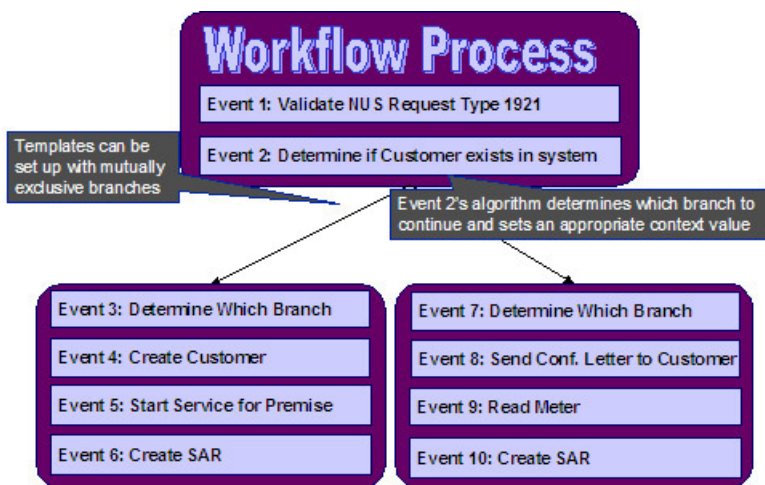 Workflow Process
Event 1: Validate NUS Request Type 1921
Event 2: Determine if Customer exists in system
Templates can be
set up with mutually
exclusive branches
Event 2's algorithm determines which branch to
continue and sets an appropriate context value
Event 3: Determine Which Branch
Event 4: Create Customer
Event 5: Start Service for Premise
Event 6: Create SAR
Event 7: Determine Which Branch
Event 8: Send Conf. Letter to Customer
Event 9: Read Meter
Event 10: Create SAR